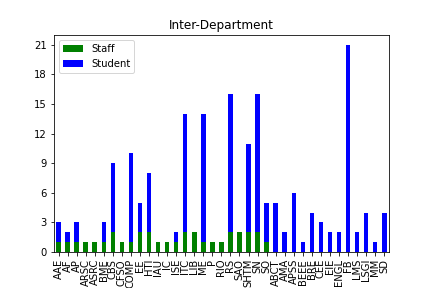 Inter-Department
Staff
Student
21
18
15
12
9
6
3
0
AAE
AF
AP
ARSC
ASRC
BME
CBS
CFSO
COMP
EE
HTI
IAU
IC
ISE
ITC
LIB
ME
P
RIO
RS
SAO
SHTM
SN
SO
ABCT
AMA
APSS
BEEE
BRE
CEE
EIE
ENGL
FB
LMS
LSGI
MM
SD